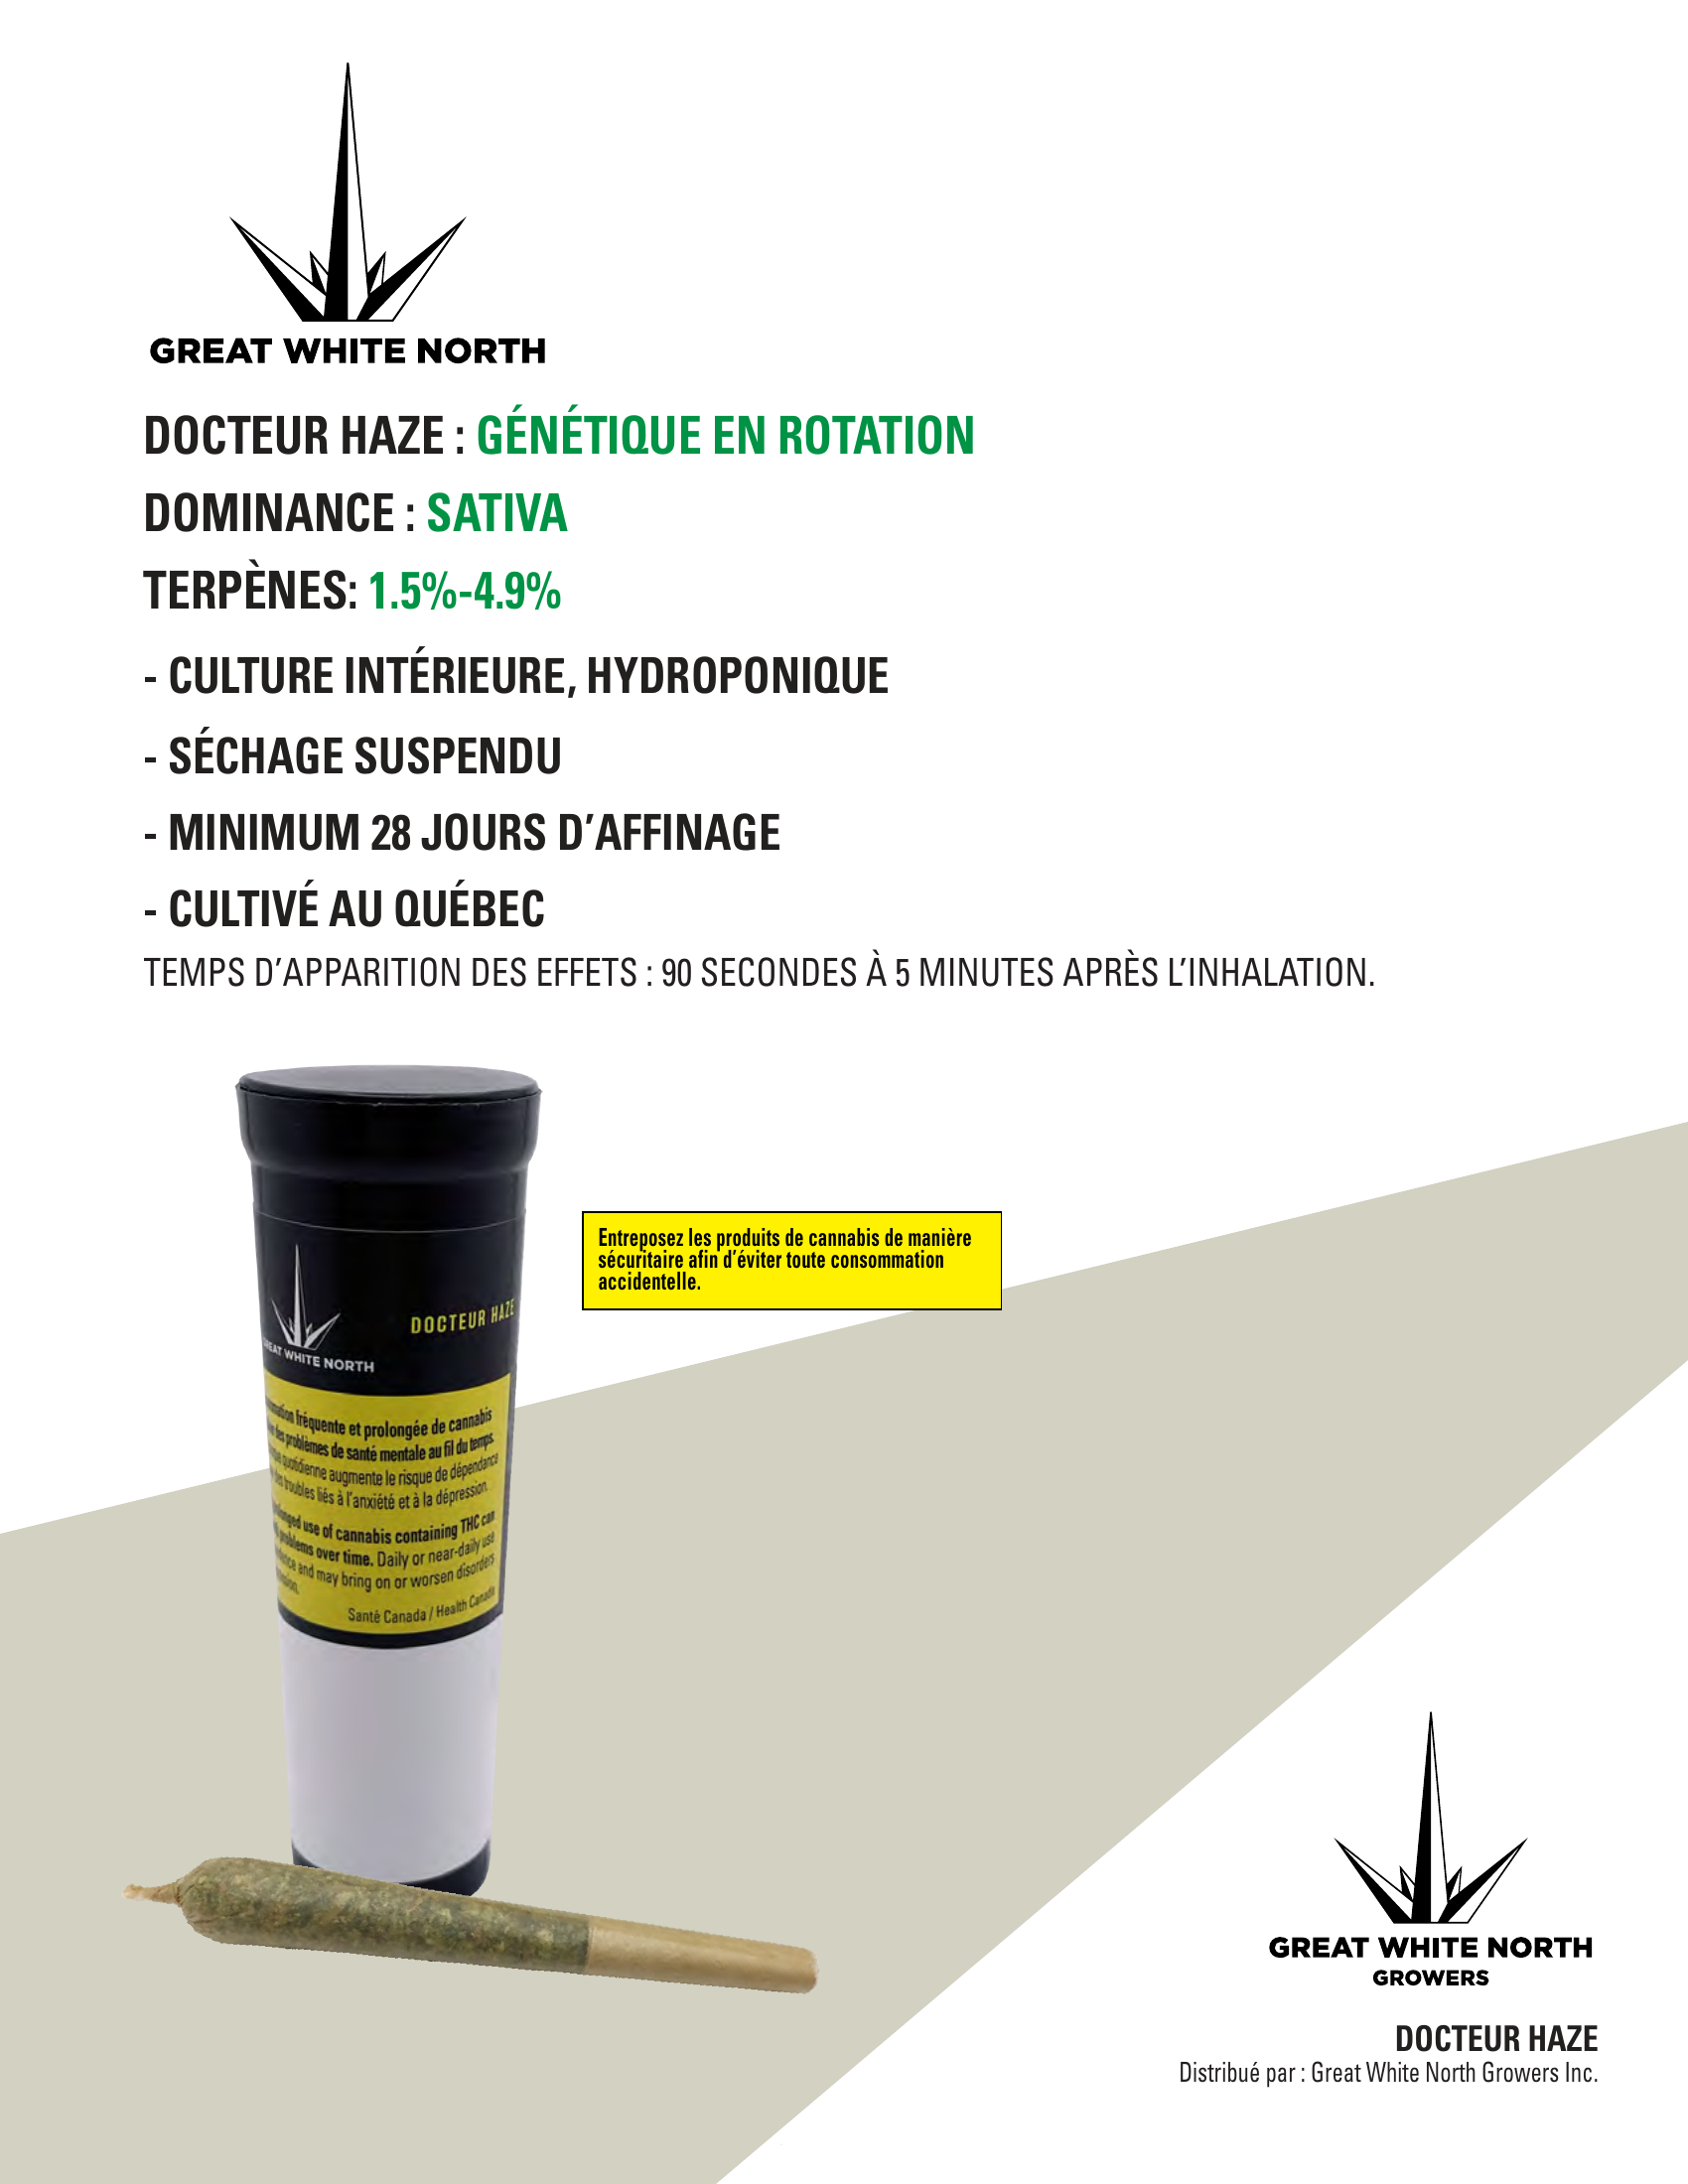 GREAT WHITE NORTH
DOCTEUR HAZE : GÉNÉTIQUE EN ROTATION
DOMINANCE : SATIVA
TERPÈNES: 1.5%-4.9%
- CULTURE INTÉRIEURE, HYDROPONIQUE
- SÉCHAGE SUSPENDU
- MINIMUM 28 JOURS D’AFFINAGE
- CULTIVÉ AU QUÉBEC
TEMPS D’APPARITION DES EFFETS : 90 SECONDES À 5 MINUTES APRÈS L’INHALATION.
Entreposez les produits de cannabis de manière
sécuritaire afin d’éviter toute consommation
accidentelle.
DOCTEUR HAZE
WHITE NORTH
fréquente et prolongée de cannabis
des problèmes de santé mentale au fil du temps.
quotidienne augmente le risque de dépendance
des troubles liés à l’anxiété et à la dépression.
use of cannabis containing THC can
problems over time. Daily or near-daily use
and may bring on or worsen disorders
Santé Canada / Health Canada
GREAT WHITE NORTH
GROWERS
DOCTEUR HAZE
Distribué par : Great White North Growers Inc.